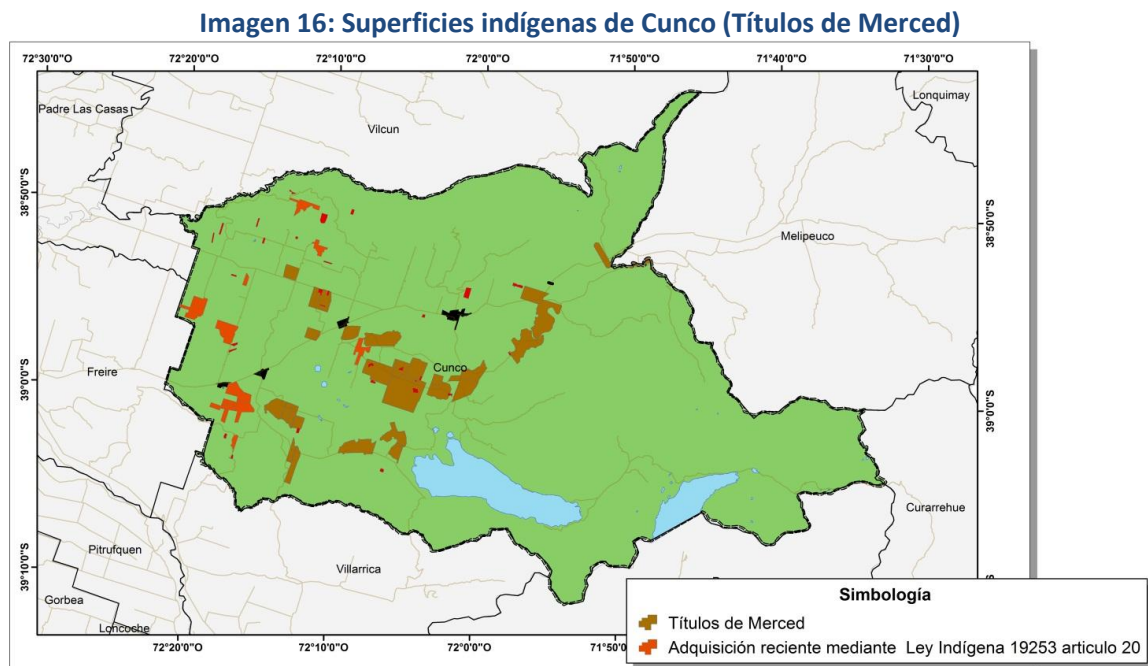 Imagen 16: Superficies indígenas de Cunco (Títulos de Merced)
72°30'0"S 72°20'0"S 72°10'0"S 72°0'0"S 71°50'0"S 71°40'0"S 71°30'0"S
Lonquimay
Padre Las Casas
Vilcun
38°50'0"S
38°50'0"S
Melipeuco
Freire
Cunco
39°0'0"S
39°0'0"S
Curarrehue
Pitrufquen
Villarrica
39°10'0"S
Gorbea
Loncoche
72°20'0"S 72°10'0"S 72°0'0"S 71°50'
Simbología
Títulos de Merced
Adquisición reciente mediante Ley Indígena 19253 articulo 20